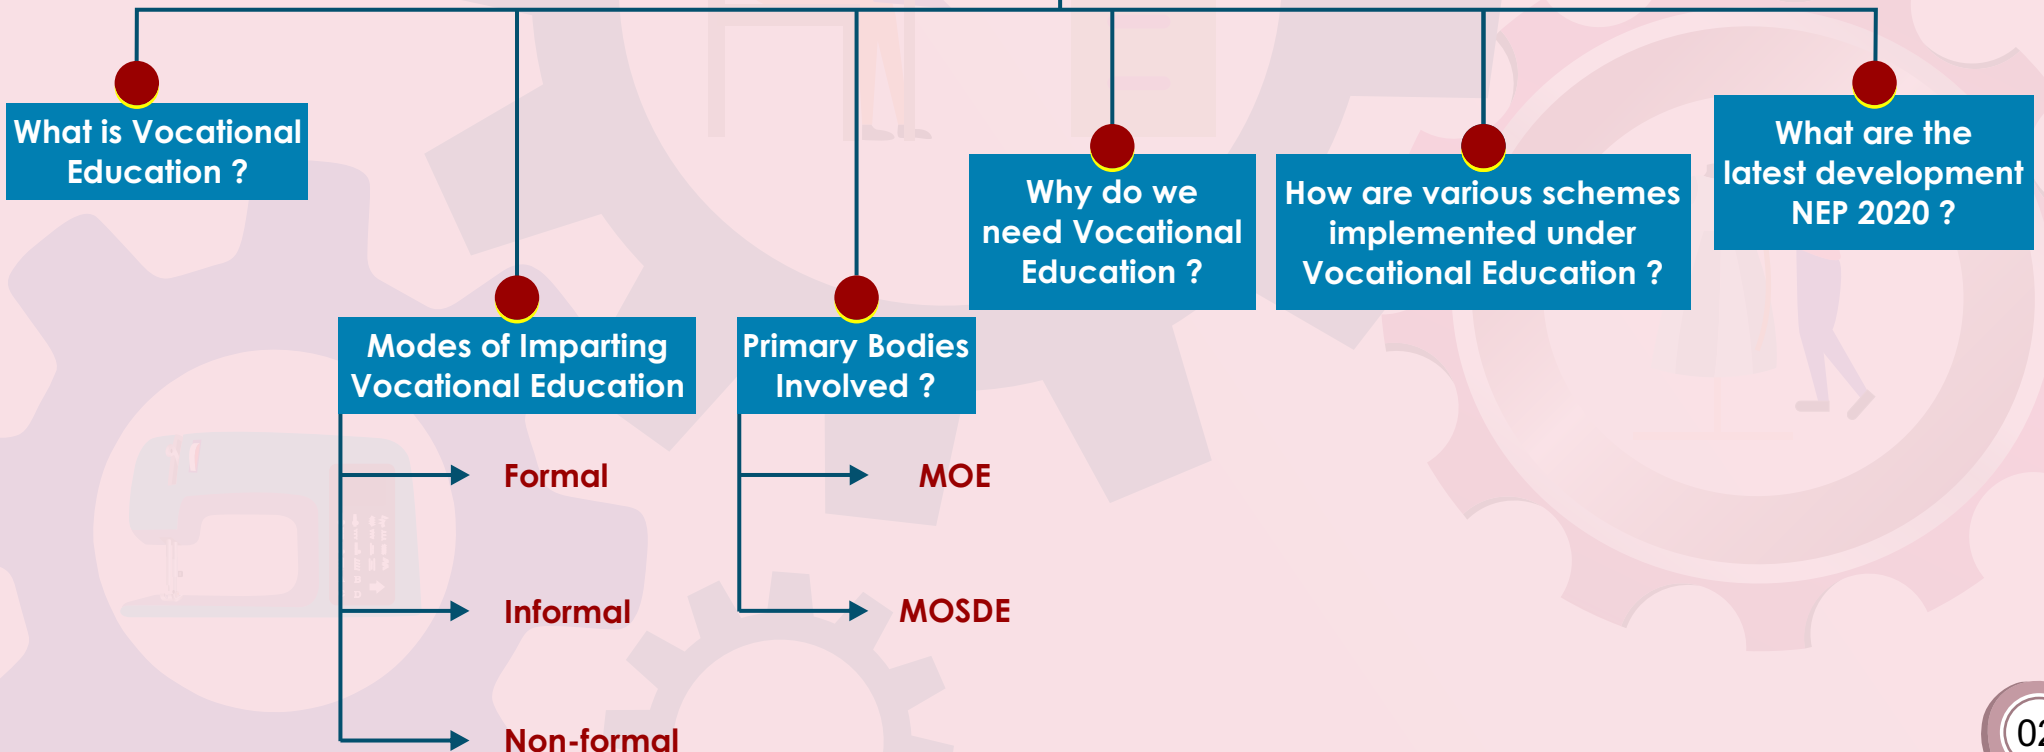 What is Vocational
Education ?
Modes of Imparting
Vocational Education
Formal
Informal
Non-formal
Primary Bodies
Involved ?
MOE
MOSDE
Why do we
need Vocational
Education ?
How are various schemes
implemented under
Vocational Education ?
What are the
latest development
NEP 2020 ?
02